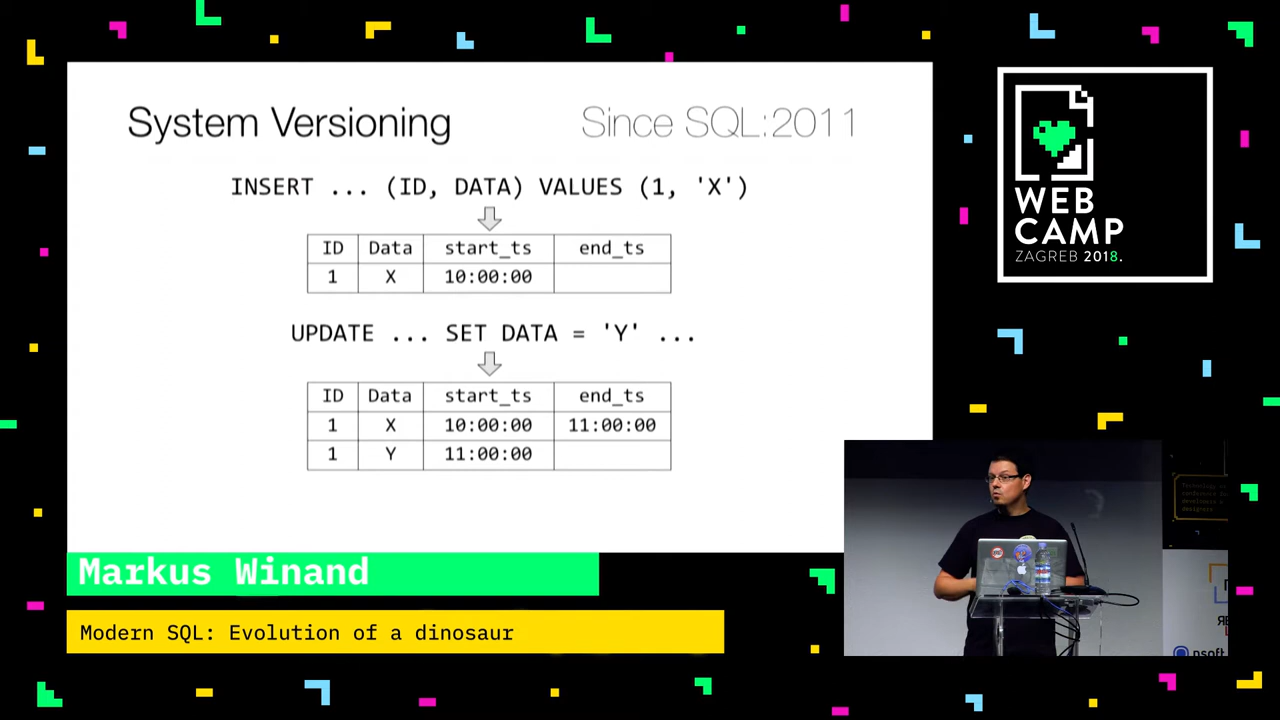 System Versioning
Since SQL:2011
INSERT ... (ID, DATA) VALUES (1, 'X')
ID Data start_ts end_ts
1 X 10:00:00
UPDATE ... SET DATA = 'Y' ...
ID Data start_ts end_ts
1 X 10:00:00 11:00:00
1 Y 11:00:00
WEB
CAMP
ZAGREB 2018.
Markus Winand
Modern SQL: Evolution of a dinosaur
nsoft